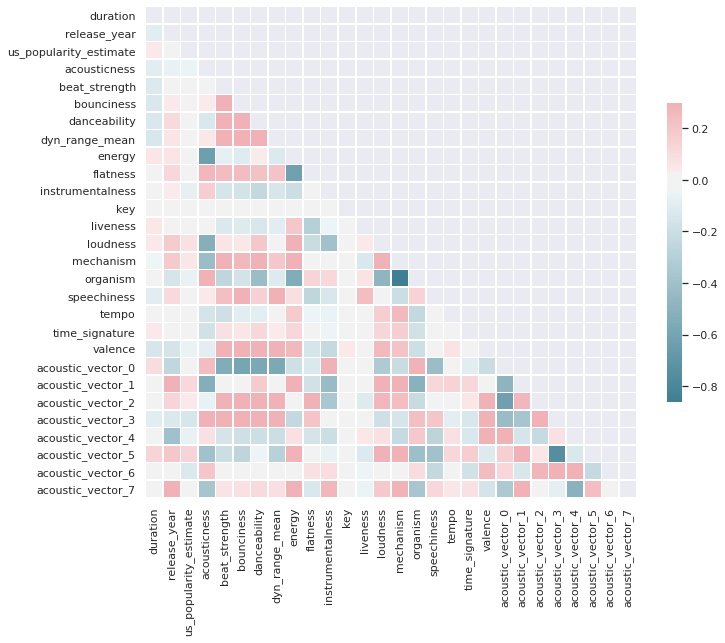 duration
release_year
us_popularity_estimate
acousticness
beat_strength
bounciness
danceability
dyn_range_mean
energy
flatness
instrumentalness
key
liveness
loudness
mechanism
organism
speechiness
tempo
time_signature
valence
acoustic_vector_0
acoustic_vector_1
acoustic_vector_2
acoustic_vector_3
acoustic_vector_4
acoustic_vector_5
acoustic_vector_6
acoustic_vector_7
duration
release_year
us_popularity_estimate
acousticness
beat_strength
bounciness
danceability
dyn_range_mean
energy
flatness
instrumentalness
key
liveness
loudness
mechanism
organism
speechiness
tempo
time_signature
valence
acoustic_vector_0
acoustic_vector_1
acoustic_vector_2
acoustic_vector_3
acoustic_vector_4
acoustic_vector_5
acoustic_vector_6
acoustic_vector_7
0.2
0.0
−0.2
−0.4
−0.6
−0.8